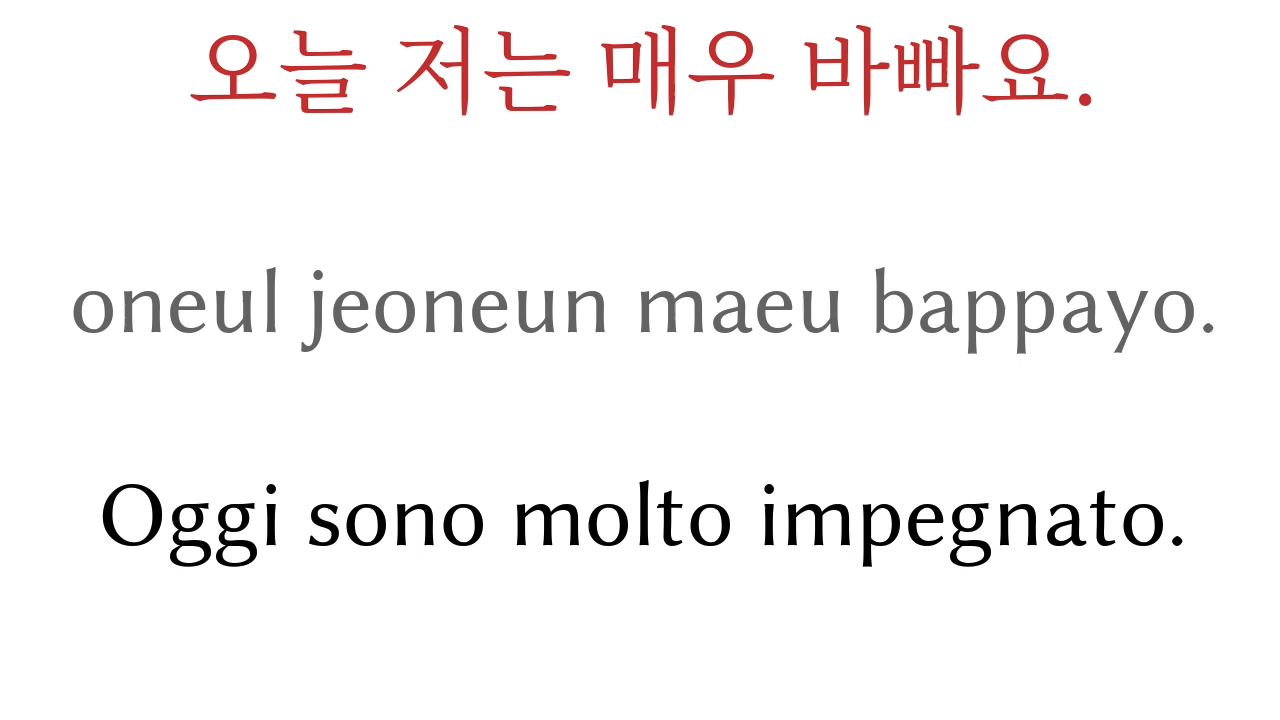 오늘 저는 매우 바빠요.
oneul jeoneun maeu bappayo.
Oggi sono molto impegnato.